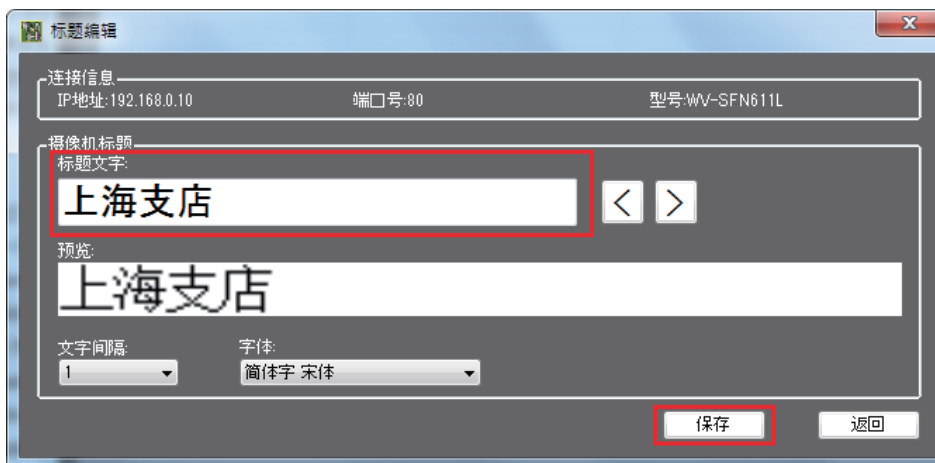 标题编辑
连接信息
IP地址:192.168.0.10 端口号:80 型号:WV-SFN611L
摄像机标题
标题文字:
上海支店
< >
预览:
上海支店
文字间隔: 字体:
1 简体字 宋体
保存 返回